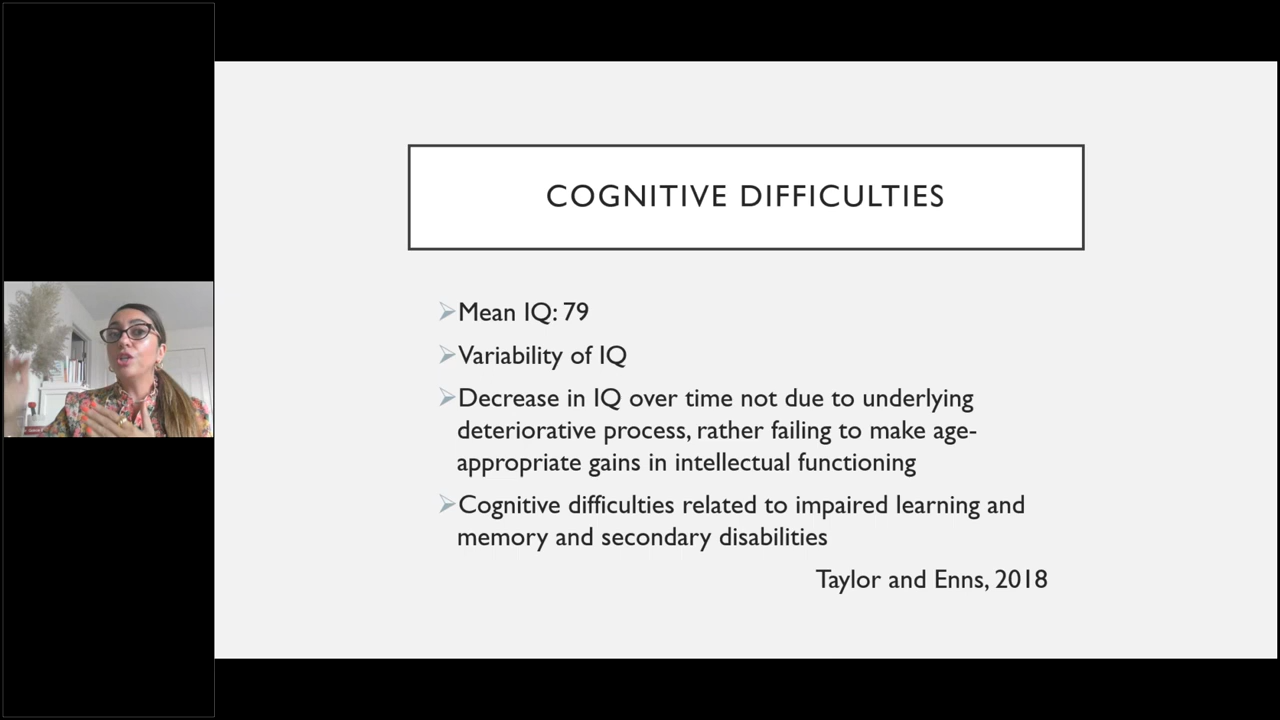 COGNITIVE DIFFICULTIES
Mean IQ: 79
Variability of IQ
Decrease in IQ over time not due to underlying
deteriorative process, rather failing to make age-
appropriate gains in intellectual functioning
Cognitive difficulties related to impaired learning and
memory and secondary disabilities
Taylor and Enns, 2018